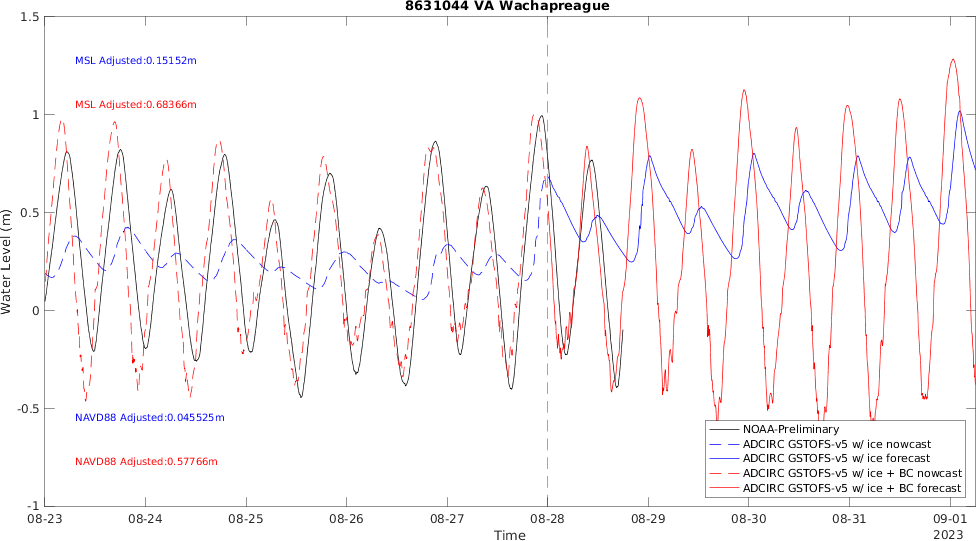 8631044 VA Wachapreague
1.5
1
0.5
0
-0.5
-1
Water Level (m)
MSL Adjusted:0.15152m
MSL Adjusted:0.68366m
NAVD88 Adjusted:0.045525m
NAVD88 Adjusted:0.57766m
NOAA-Preliminary
ADCIRC GSTOFS-v5 w/ ice nowcast
ADCIRC GSTOFS-v5 w/ ice forecast
ADCIRC GSTOFS-v5 w/ ice + BC nowcast
ADCIRC GSTOFS-v5 w/ ice + BC forecast
08-23 08-24 08-25 08-26 08-27 08-28 08-29 08-30 08-31 09-01
Time 2023